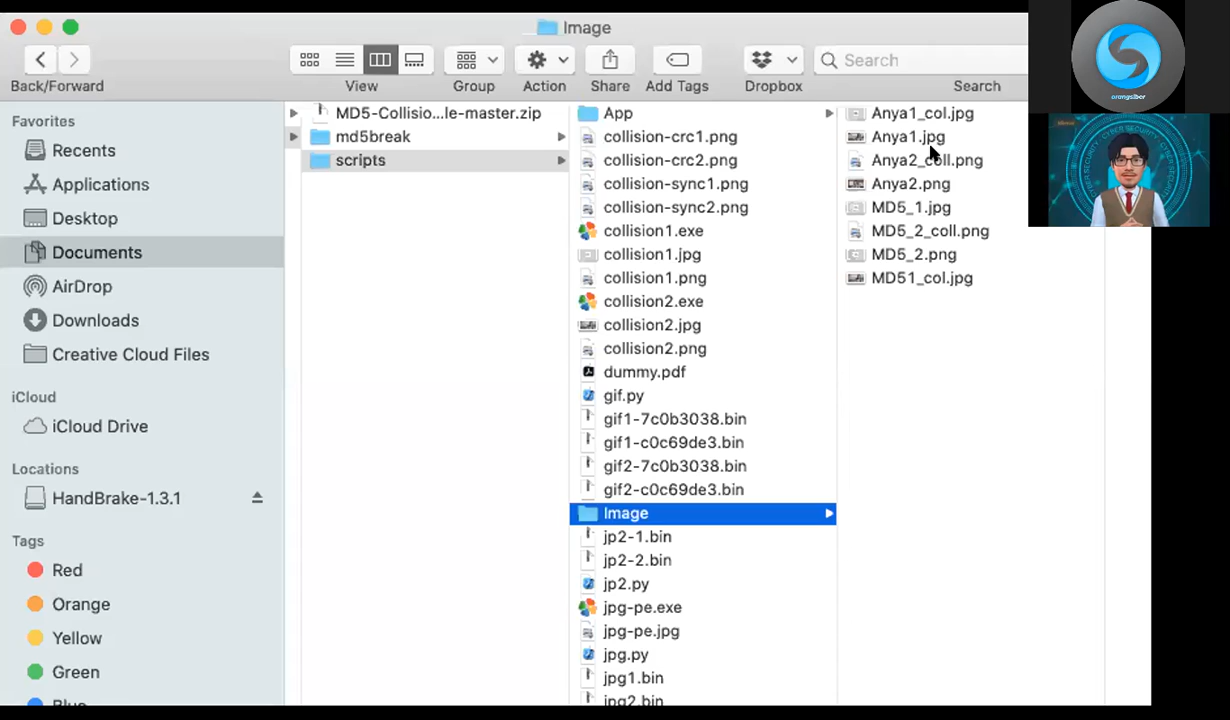 Image
Back/Forward
View
Group
Action
Share
Add Tags
Dropbox
Search
Search
orangsiber
Favorites
Recents
Applications
Desktop
Documents
AirDrop
Downloads
Creative Cloud Files
iCloud
iCloud Drive
Locations
HandBrake-1.3.1
Tags
Red
Orange
Yellow
Green
Blue
MD5-Collisio...le-master.zip
md5break
scripts
App
collision-crc1.png
collision-crc2.png
collision-sync1.png
collision-sync2.png
collision1.exe
collision1.jpg
collision1.png
collision2.exe
collision2.jpg
collision2.png
dummy.pdf
gif.py
gif1-7c0b3038.bin
gif1-c0c69de3.bin
gif2-7c0b3038.bin
gif2-c0c69de3.bin
Image
jp2-1.bin
jp2-2.bin
jp2.py
jpg-pe.exe
jpg-pe.jpg
jpg.py
jpg1.bin
jpg2.bin
Anya1_col.jpg
Anya1.jpg
Anya2_coll.png
Anya2.png
MD5_1.jpg
MD5_2_coll.png
MD5_2.png
MD51_col.jpg